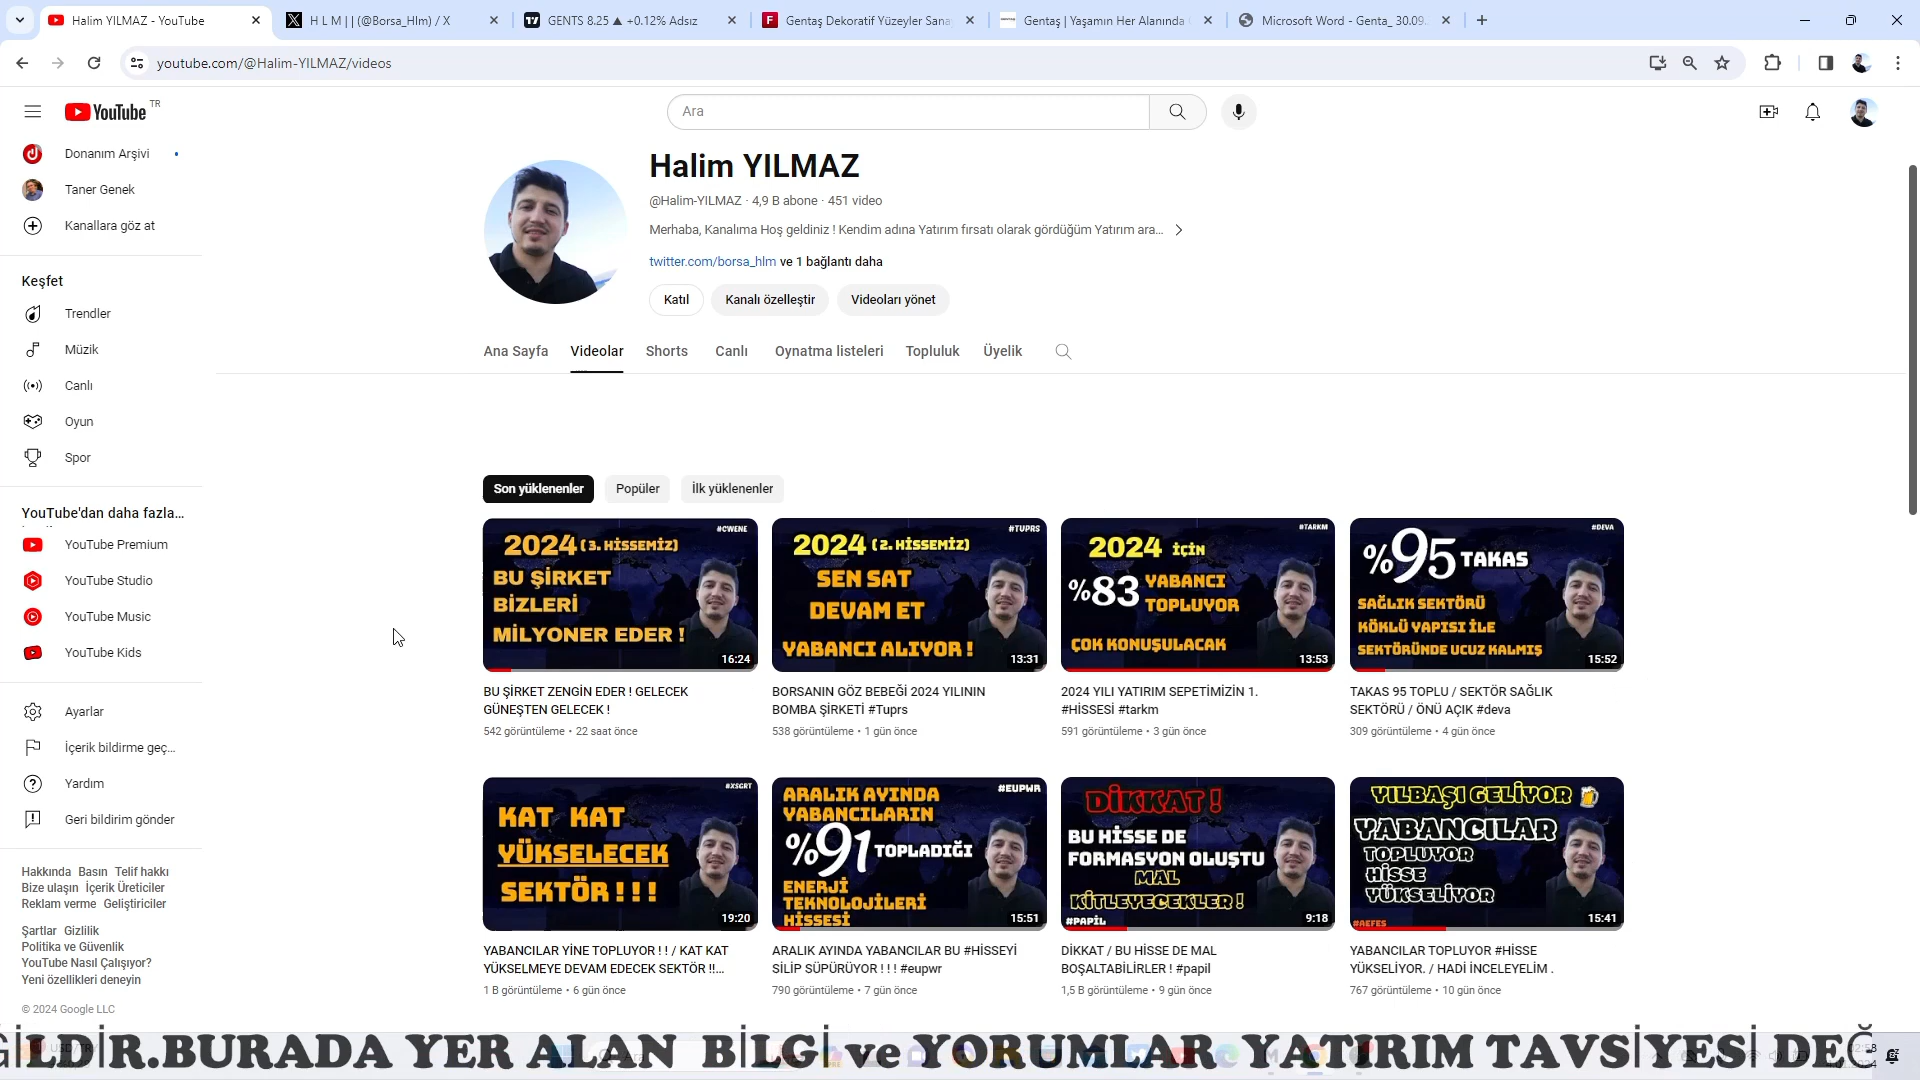 Halim YILMAZ - YouTube
H L M | | (@Borsa_Hlm) / X
GENTS 8.25 ▲ +0.12% Adsız
Gentaş Dekoratif Yüzeyler Sana
Gentaş | Yaşamın Her Alanında
Microsoft Word - Genta_ 30.09.
youtube.com/@Halim-YILMAZ/videos
YouTube TR
Ara
Donanım Arşivi
Taner Genek
Kanallara göz at
Keşfet
Trendler
Müzik
Canlı
Oyun
Spor
YouTube'dan daha fazla...
YouTube Premium
YouTube Studio
YouTube Music
YouTube Kids
Ayarlar
İçerik bildirme geç...
Yardım
Geri bildirim gönder
Hakkında Basın Telif hakkı
Bize ulaşın İçerik Üreticiler
Reklam verme Geliştiriciler
Şartlar Gizlilik
Politika ve Güvenlik
YouTube Nasıl Çalışıyor?
Yeni özellikleri deneyin
© 2024 Google LLC
Halim YILMAZ
@Halim-YILMAZ · 4,9 B abone · 451 video
Merhaba, Kanalıma Hoş geldiniz ! Kendim adına Yatırım fırsatı olarak gördüğüm Yatırım ara...
twitter.com/borsa_hlm ve 1 bağlantı daha
Katıl Kanalı özelleştir Videoları yönet
Ana Sayfa Videolar Shorts Canlı Oynatma listeleri Topluluk Üyelik
Son yüklenenler Popüler İlk yüklenenler
#CWENE
2024 (3. HİSSEMİZ)
BU ŞİRKET
BİZLERİ
MİLYONER EDER !
16:24
BU ŞİRKET ZENGİN EDER ! GELECEK
GÜNEŞTEN GELECEK !
542 görüntüleme • 22 saat önce
#TUPRS
2024 (2. HİSSEMİZ)
SEN SAT
DEVAM ET
YABANCI ALIYOR !
13:31
BORSANIN GÖZ BEBEĞİ 2024 YILININ
BOMBA ŞİRKETİ #Tuprs
538 görüntüleme • 1 gün önce
#TARKM
2024 İÇİN
%83 YABANCI
TOPLUYOR
ÇOK KONUŞULACAK
13:53
2024 YILI YATIRIM SEPETİMİZİN 1.
#HİSSESİ #tarkm
591 görüntüleme • 3 gün önce
#DEVA
%95 TAKAS
SAĞLIK SEKTÖRÜ
KÖKLÜ YAPISI İLE
SEKTÖRÜNDE UCUZ KALMIŞ
15:52
TAKAS 95 TOPLU / SEKTÖR SAĞLIK
SEKTÖRÜ / ÖNÜ AÇIK #deva
309 görüntüleme • 4 gün önce
#XSGRT
KAT KAT
YÜKSELECEK
SEKTÖR ! ! !
19:20
YABANCILAR YİNE TOPLUYOR ! ! / KAT KAT
YÜKSELMEYE DEVAM EDECEK SEKTÖR !!...
1 B görüntüleme • 6 gün önce
ARALIK AYINDA #EUPWR
YABANCILARIN
%91 TOPLADIĞI
ENERJİ
TEKNOLOJİLERİ
HİSSESİ
15:51
ARALIK AYINDA YABANCILAR BU #HİSSEYİ
SİLİP SÜPÜRÜYOR ! ! ! #eupwr
790 görüntüleme • 7 gün önce
DİKKAT !
BU HİSSE DE
FORMASYON OLUŞTU
MAL
KİTLEYECEKLER !
#PAPİL
9:18
DİKKAT / BU HİSSE DE MAL
BOŞALTABİLİRLER ! #papil
1,5 B görüntüleme • 9 gün önce
YILBAŞI GELİYOR
YABANCILAR
TOPLUYOR
HİSSE
YÜKSELİYOR
#AEFES
15:41
YABANCILAR TOPLUYOR #HİSSE
YÜKSELİYOR. / HADİ İNCELEYELİM .
767 görüntüleme • 10 gün önce
ĞİLDİR.BURADA YER ALAN BİLGİ ve YORUMLAR YATIRIM TAVSİYESİ DEĞ